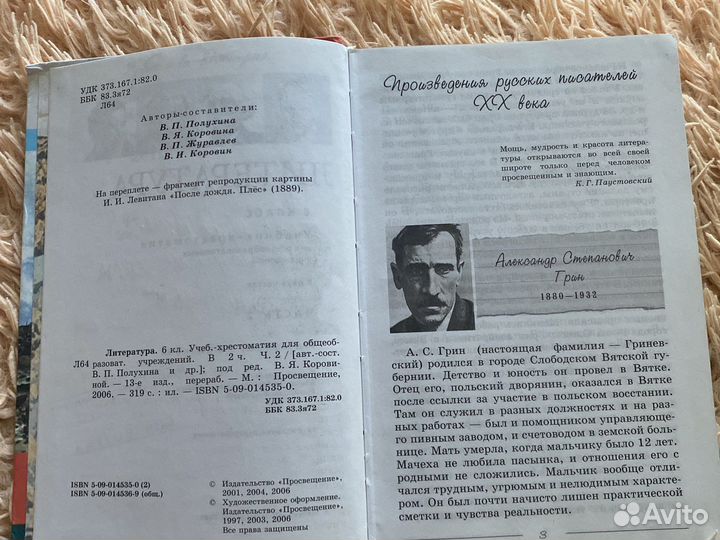 УДК 373.167.1:82.0
ББК 83.3я72
Л64
Авторы-составители:
В. П. Полухина
В. Я. Коровина
В. П. Журавлев
В. И. Коровин
На переплете — фрагмент репродукции картины
И. И. Левитана «После дождя. Плёс» (1889).
Литература. 6 кл. Учеб.-хрестоматия для общеоб-
Л64 разоват. учреждений. В 2 ч. Ч. 2 / [авт.-сост.
В. П. Полухина и др.]; под ред. В. Я. Корови-
ной. — 13-е изд., перераб. — М. : Просвещение,
2006. — 319 с. : ил. — ISBN 5-09-014535-0.
УДК 373.167.1:82.0
ББК 83.3я72
ISBN 5-09-014535-0 (2)
ISBN 5-09-014536-9 (общ.)
© Издательство «Просвещение»,
2001, 2004, 2006
© Художественное оформление.
Издательство «Просвещение»,
1997, 2003, 2006
Все права защищены
Произведения русских писателей
XX века
Мощь, мудрость и красота литера-
туры открываются во всей своей
широте только перед человеком
просвещенным и знающим.
К. Г. Паустовский
Александр Степанович
Грин
1880—1932
А. С. Грин (настоящая фамилия — Гринев-
ский) родился в городе Слободском Вятской гу-
бернии. Детство и юность он провел в Вятке.
Отец его, польский дворянин, оказался в Вятке
после ссылки за участие в польском восстании.
Там он служил в разных должностях и на раз-
ных работах — был и помощником управляюще-
го пивным заводом, и счетоводом в земской боль-
нице. Мать умерла, когда мальчику было 12 лет.
Мачеха не любила пасынка, и отношения его с
ней не сложились. Мальчик вообще отли-
чался трудным, угрюмым и нелюдимым характе-
ром. Он был почти начисто лишен практической
сметки и чувства реальности.
3
Avito